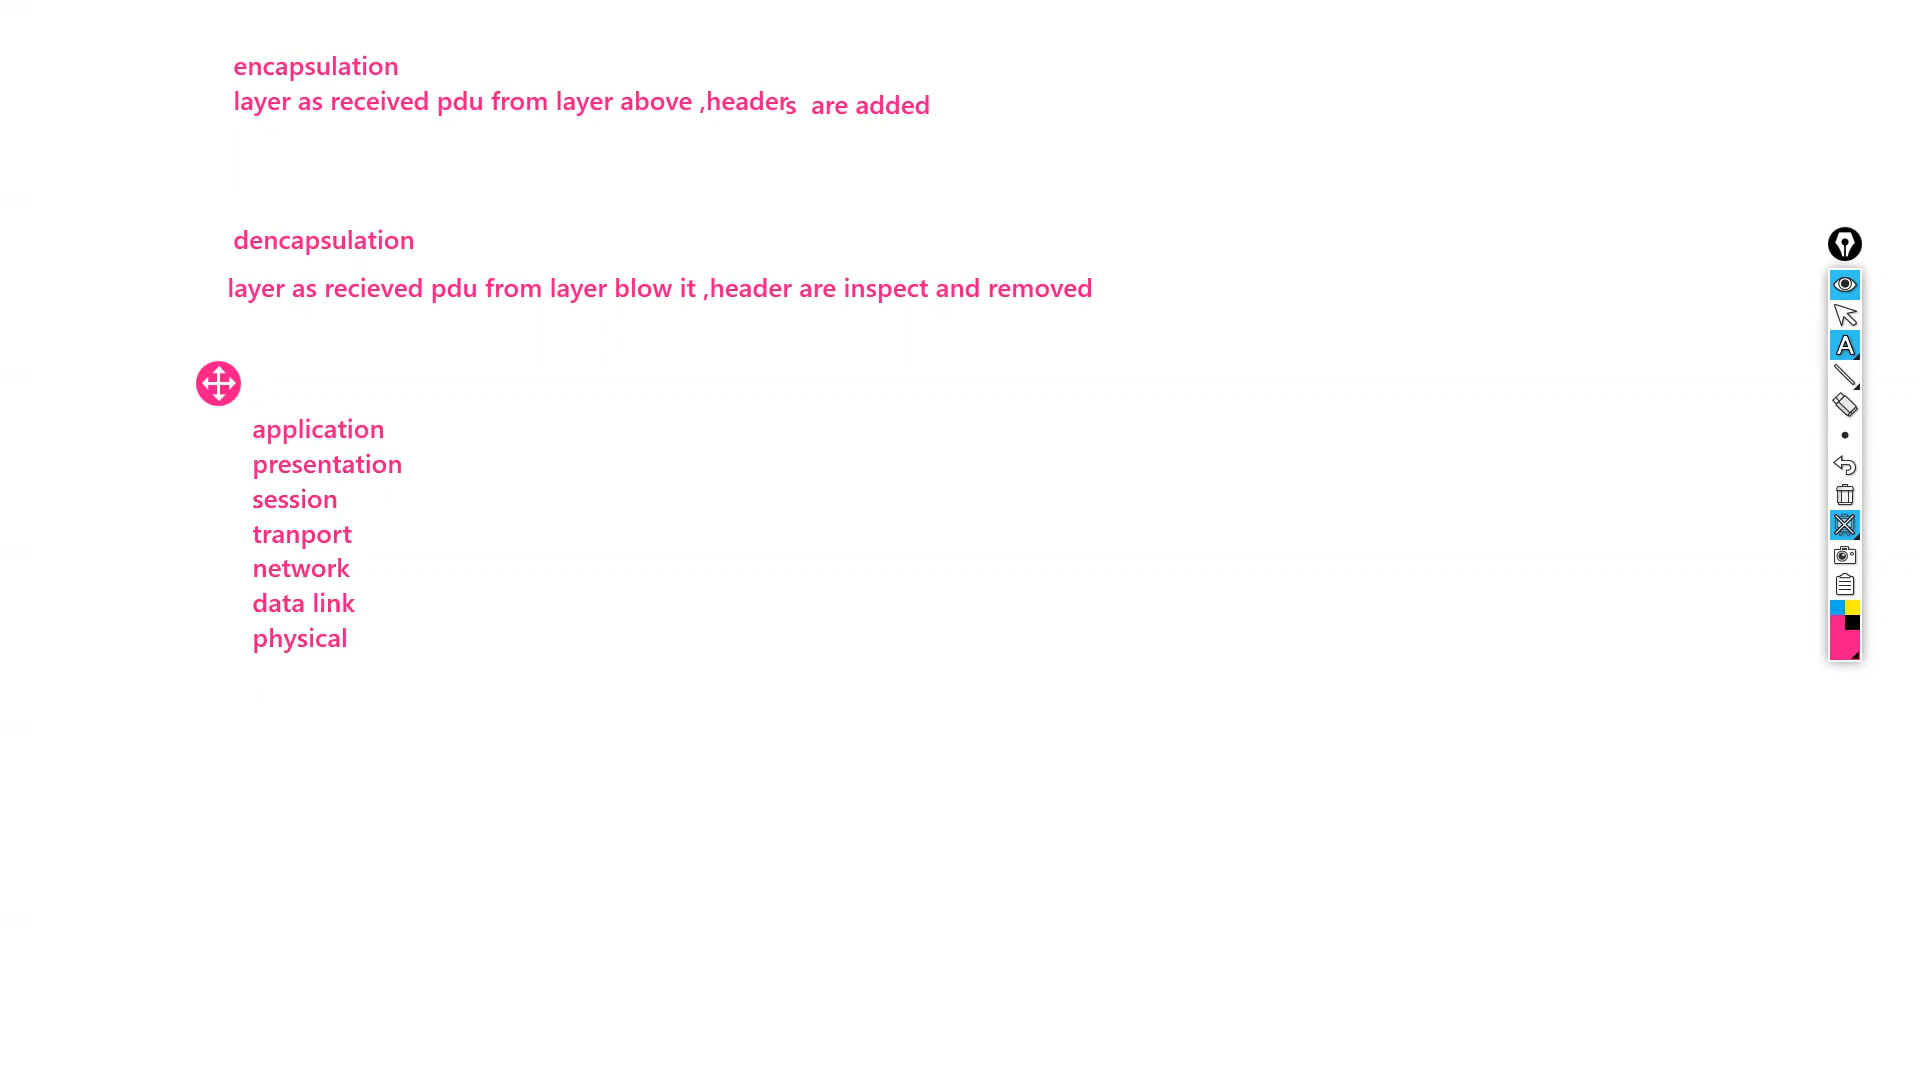 encapsulation
layer as received pdu from layer above ,headers are added
dencapsulation
layer as recieved pdu from layer blow it ,header are inspect and removed
application
presentation
session
tranport
network
data link
physical
A